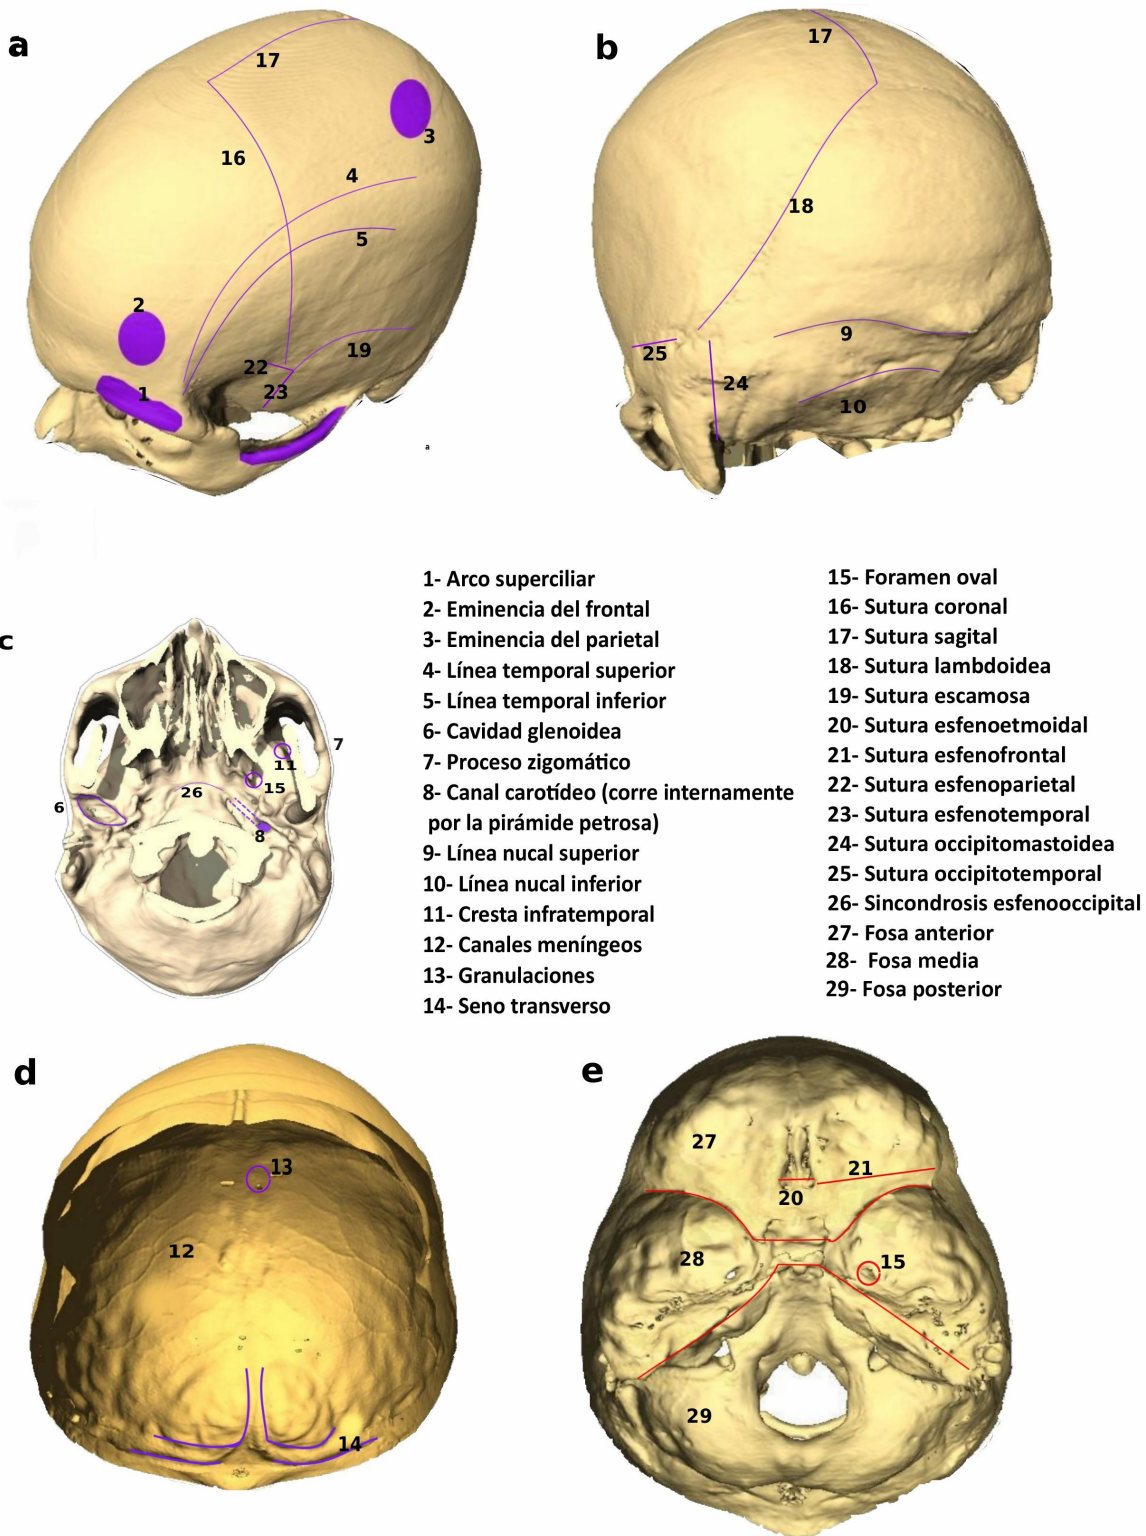 a
17
3
16
4
5
2
19
22
1
23
a
b
17
18
9
25
24
10
c
7
11
15
26
6
8
1- Arco superciliar
2- Eminencia del frontal
3- Eminencia del parietal
4- Línea temporal superior
5- Línea temporal inferior
6- Cavidad glenoidea
7- Proceso zigomático
8- Canal carotídeo (corre internamente
por la pirámide petrosa)
9- Línea nucal superior
10- Línea nucal inferior
11- Cresta infratemporal
12- Canales meníngeos
13- Granulaciones
14- Seno transverso
15- Foramen oval
16- Sutura coronal
17- Sutura sagital
18- Sutura lambdoidea
19- Sutura escamosa
20- Sutura esfenoetmoidal
21- Sutura esfenofrontal
22- Sutura esfenoparietal
23- Sutura esfenotemporal
24- Sutura occipitomastoidea
25- Sutura occipitotemporal
26- Sincondrosis esfenooccipital
27- Fosa anterior
28- Fosa media
29- Fosa posterior
d
13
12
14
e
27
21
20
28
15
29